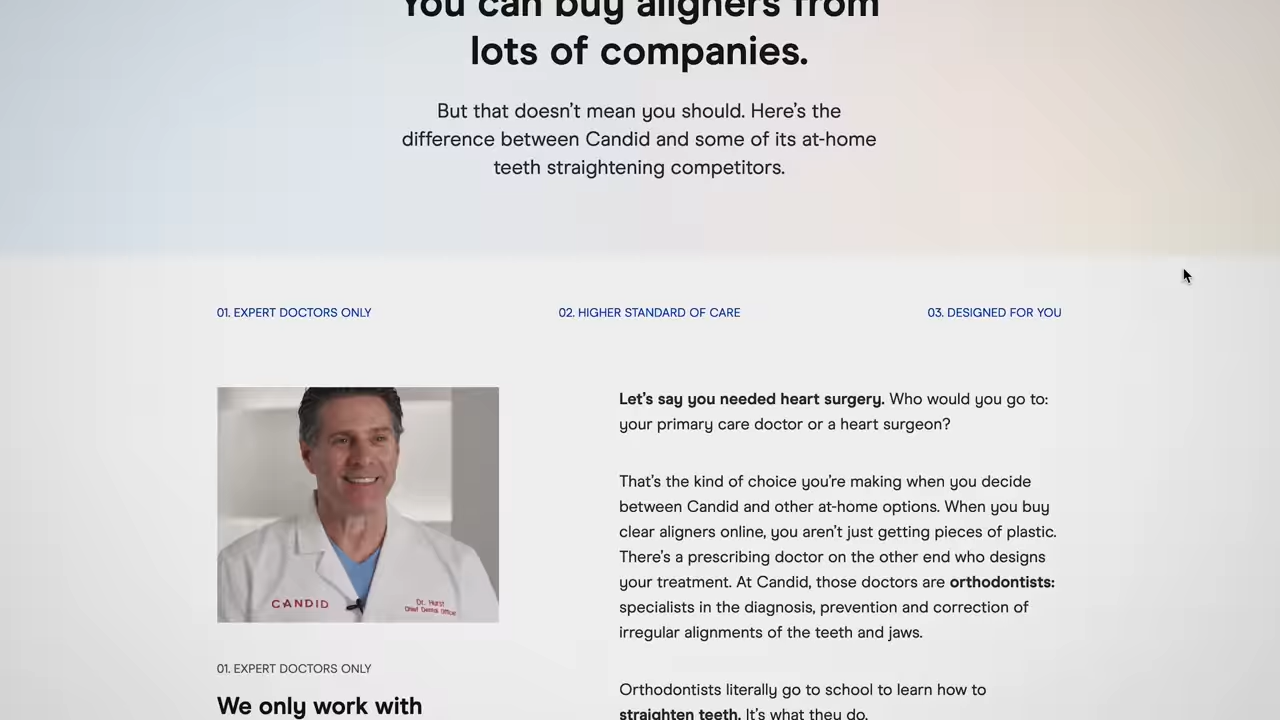 You can buy aligners from
lots of companies.
But that doesn't mean you should. Here's the
difference between Candid and some of its at-home
teeth straightening competitors.
01. EXPERT DOCTORS ONLY
02. HIGHER STANDARD OF CARE
03. DESIGNED FOR YOU
CANDID
Dr. Hurst
Chief Dental Officer
01. EXPERT DOCTORS ONLY
We only work with
Let's say you needed heart surgery. Who would you go to:
your primary care doctor or a heart surgeon?
That's the kind of choice you're making when you decide
between Candid and other at-home options. When you buy
clear aligners online, you aren't just getting pieces of plastic.
There's a prescribing doctor on the other end who designs
your treatment. At Candid, those doctors are orthodontists:
specialists in the diagnosis, prevention and correction of
irregular alignments of the teeth and jaws.
Orthodontists literally go to school to learn how to
straighten teeth. It's what they do.